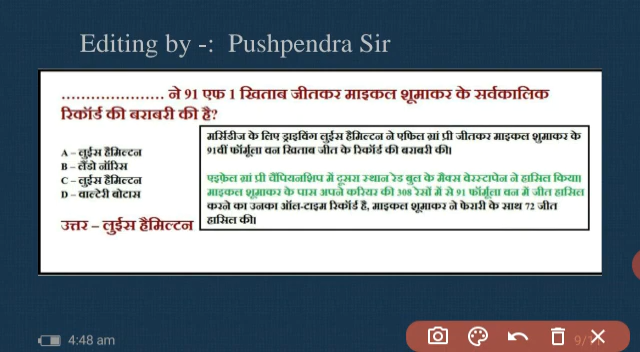 Editing by -: Pushpendra Sir
..................... ने 91 एफ 1 खिताब जीतकर माइकल शूमाकर के सर्वकालिक
रिकॉर्ड की बराबरी की है?
A – लुईस हैमिल्टन
B – लैंडो नॉरिस
C – लुईस हैमिल्टन
D – वाल्टेरी बोटास
उत्तर – लुईस हैमिल्टन
मर्सिडीज के लिए ड्राइविंग लुईस हैमिल्टन ने एफिल ग्रां प्री जीतकर माइकल शुमाकर के
91वीं फॉर्मूला वन खिताब जीत के रिकॉर्ड की बराबरी की।
एइफ़ेल ग्रां प्री चैंपियनशिप में दूसरा स्थान रेड बुल के मैक्स वेरस्टापेन ने हासिल किया।
माइकल शूमाकर के पास अपने करियर की 308 रेसों में से 91 फॉर्मूला वन में जीत हासिल
करने का उनका ऑल-टाइम रिकॉर्ड है, माइकल शूमाकर ने फेरारी के साथ 72 जीत
हासिल की।
4:48 am